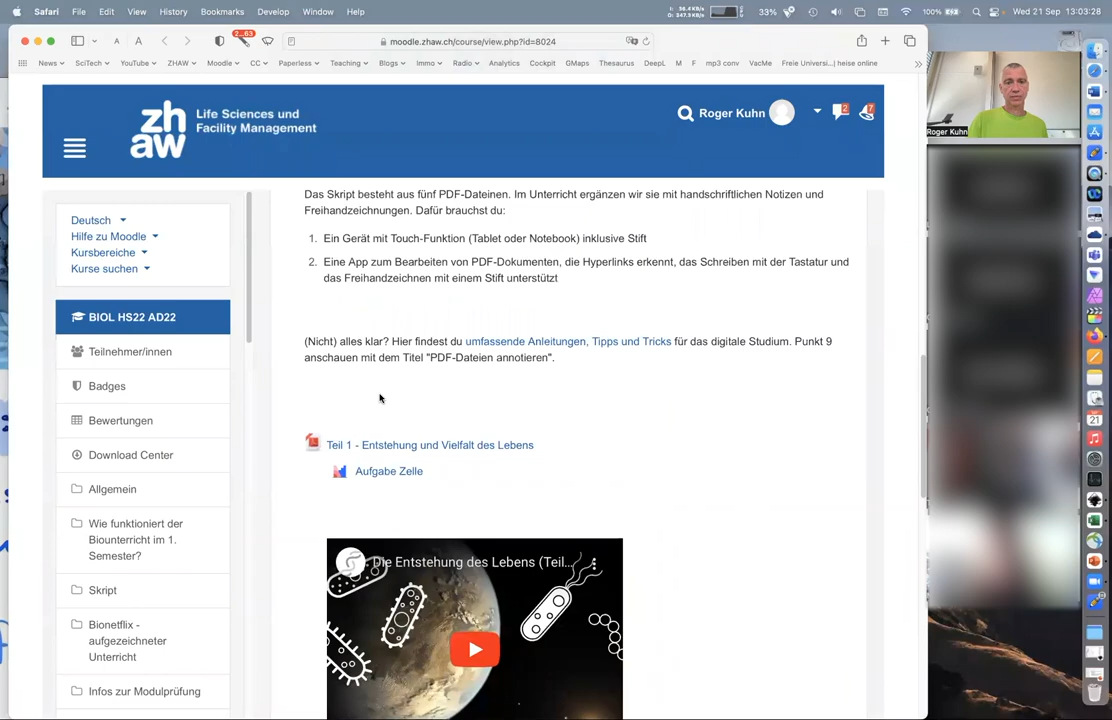 Safari File Edit View History Bookmarks Develop Window Help 33% 100% Wed 21 Sep 13:03:28
2...63
moodle.zhaw.ch/course/view.php?id=8024
News SciTech YouTube ZHAW Moodle CC Paperless Teaching Blogs Immo Radio Analytics Cockpit GMaps Thesaurus DeepL M F mp3 conv VacMe Freie Universi...| heise online
zhaw
Life Sciences und
Facility Management
Roger Kuhn 2 7
Roger Kuhn
Deutsch
Hilfe zu Moodle
Kursbereiche
Kurse suchen
BIOL HS22 AD22
Teilnehmer/innen
Badges
Bewertungen
Download Center
Allgemein
Wie funktioniert der
Biounterricht im 1.
Semester?
Skript
Bionetflix -
aufgezeichneter
Unterricht
Infos zur Modulprüfung
Das Skript besteht aus fünf PDF-Dateien. Im Unterricht ergänzen wir sie mit handschriftlichen Notizen und
Freihandzeichnungen. Dafür brauchst du:
1. Ein Gerät mit Touch-Funktion (Tablet oder Notebook) inklusive Stift
2. Eine App zum Bearbeiten von PDF-Dokumenten, die Hyperlinks erkennt, das Schreiben mit der Tastatur und
das Freihandzeichnen mit einem Stift unterstützt
(Nicht) alles klar? Hier findest du umfassende Anleitungen, Tipps und Tricks für das digitale Studium. Punkt 9
anschauen mit dem Titel "PDF-Dateien annotieren".
Teil 1 - Entstehung und Vielfalt des Lebens
Aufgabe Zelle
Die Entstehung des Lebens (Teil...